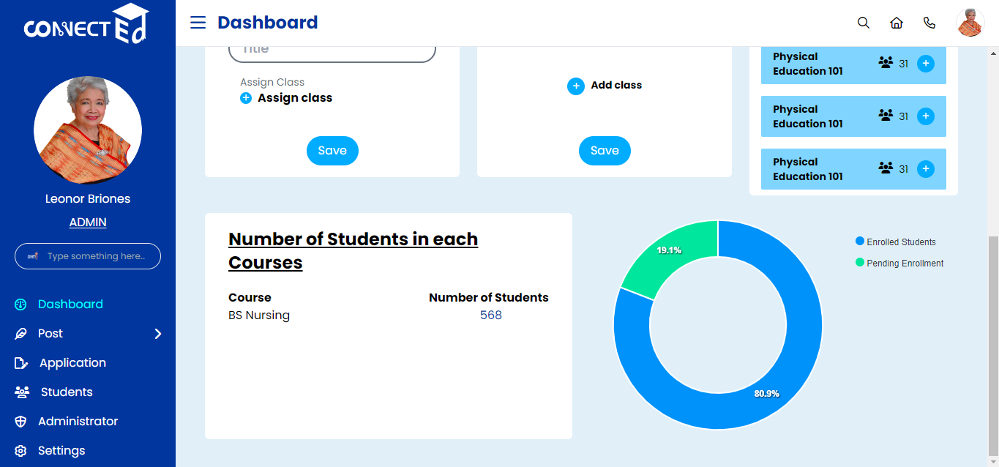 CONNECT Ed
Dashboard
Leonor Briones
ADMIN
Type something here...
Dashboard
Post
Application
Students
Administrator
Settings
Title
Assign Class
Assign class
Save
Add class
Save
Physical
Education 101
31
Physical
Education 101
31
Physical
Education 101
31
Number of Students in each
Courses
Course Number of Students
BS Nursing 568
19.1%
80.9%
Enrolled Students
Pending Enrollment